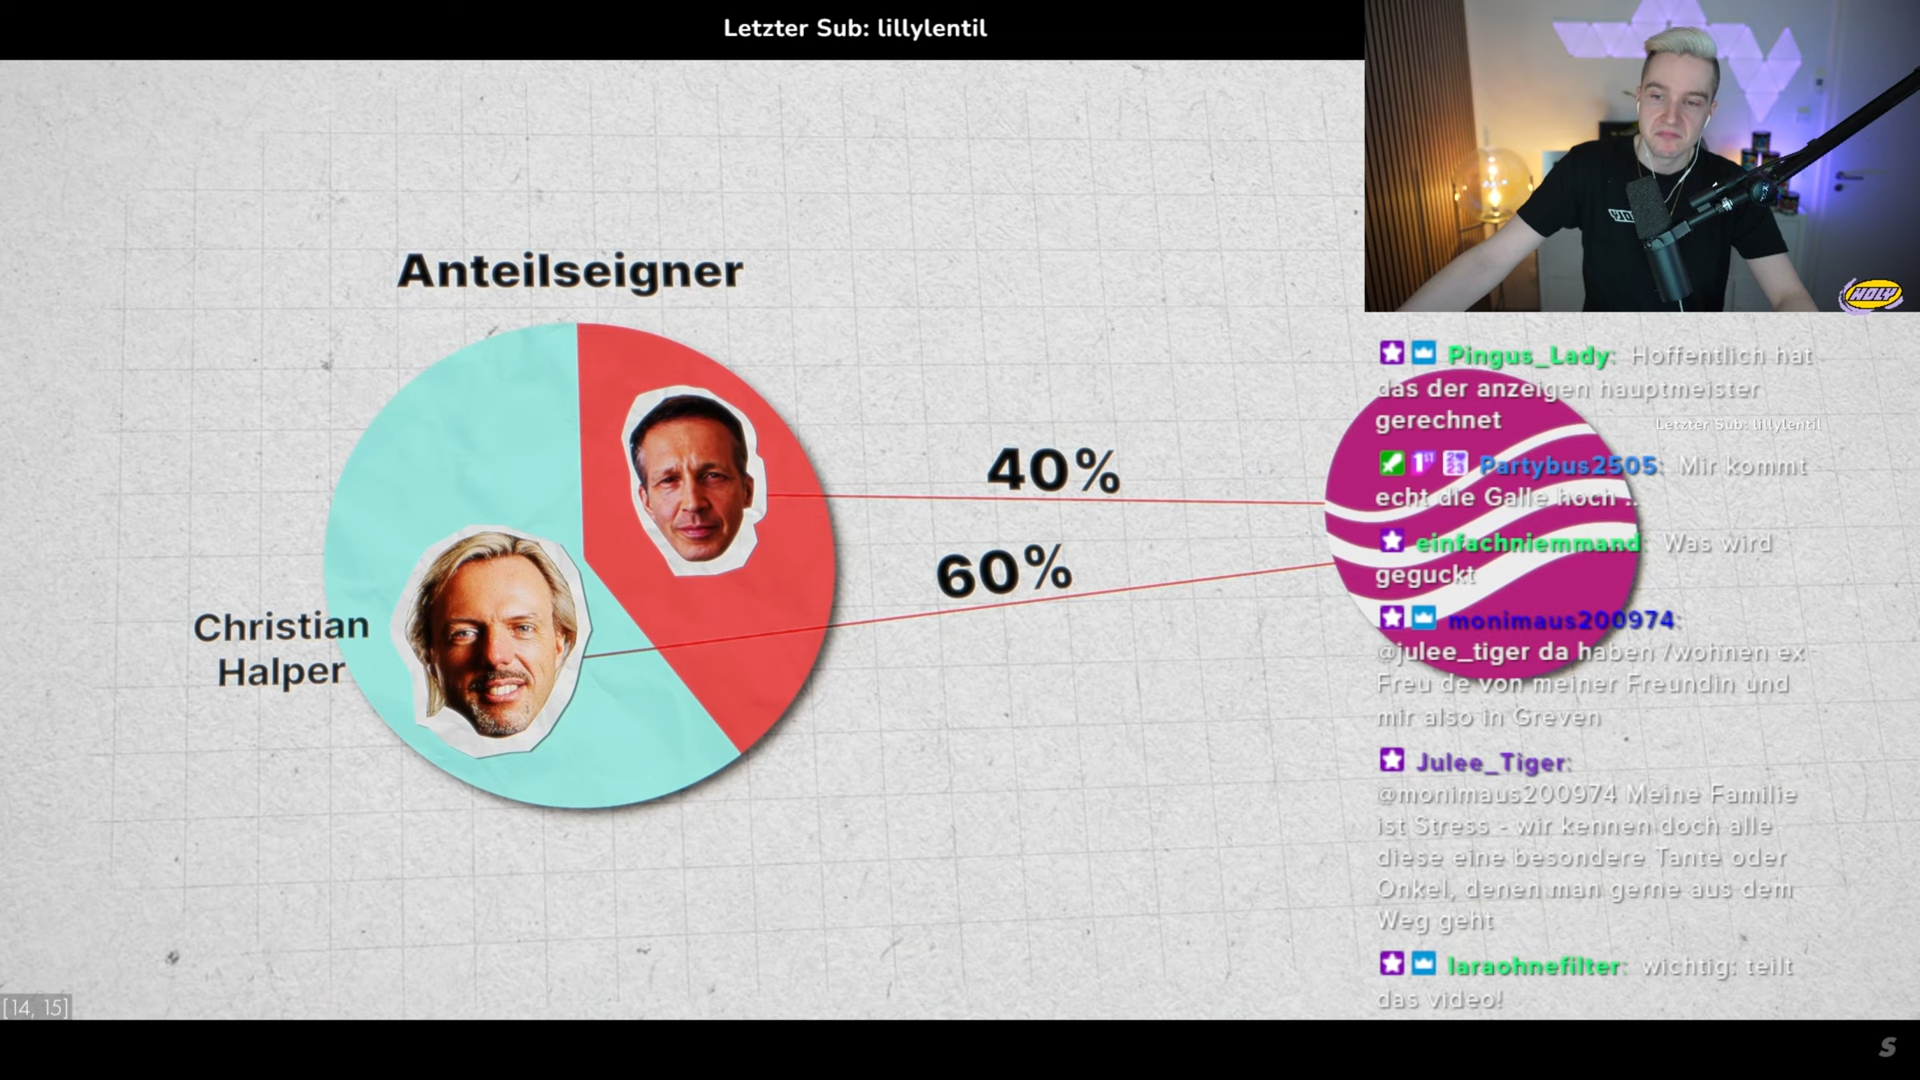 Letzter Sub: lillylentil
Anteilseigner
40%
60%
Christian
Halper
HOLY
Pingus_Lady: Hoffentlich hat
das der anzeigen hauptmeister
gerechnet
Letzter Sub: lillylentil
Partybus2505: Mir kommt
echt die Galle hoch ..
einfachniemmand: Was wird
geguckt
monimaus200974:
@julee_tiger da haben /wohnen ex
Freu de von meiner Freundin und
mir also in Greven
Julee_Tiger:
@monimaus200974 Meine Familie
ist Stress - wir kennen doch alle
diese eine besondere Tante oder
Onkel, denen man gerne aus dem
Weg geht
laraohnefilter: wichtig: teilt
das video!
[14, 15]
S